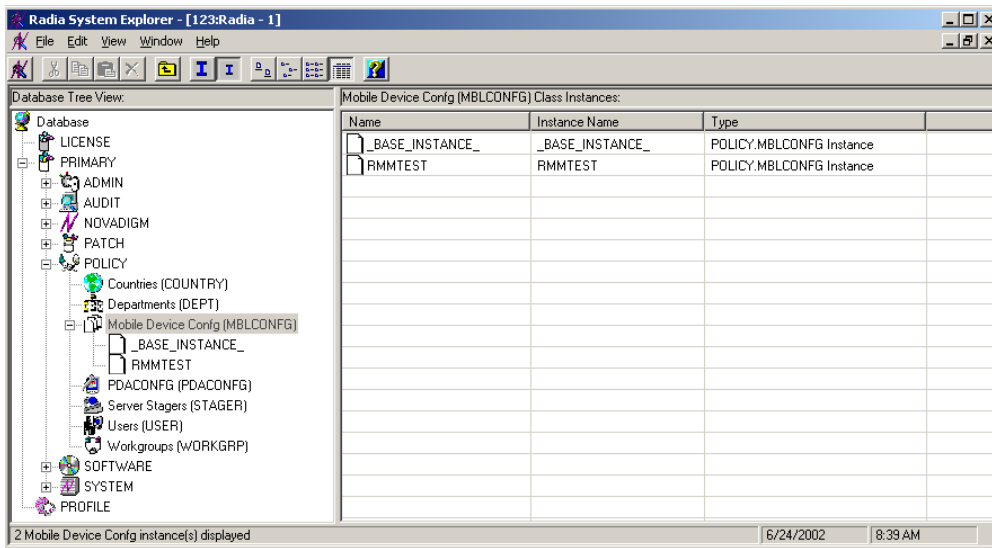 Radia System Explorer - [123:Radia - 1]
File Edit View Window Help
Database Tree View:
Mobile Device Confg (MBLCONFG) Class Instances:
Database
LICENSE
PRIMARY
ADMIN
AUDIT
NOVADIGM
PATCH
POLICY
Countries (COUNTRY)
Departments (DEPT)
Mobile Device Confg (MBLCONFG)
_BASE_INSTANCE_
RMMTEST
PDACONFG (PDACONFG)
Server Stagers (STAGER)
Users (USER)
Workgroups (WORKGRP)
SOFTWARE
SYSTEM
PROFILE
Name Instance Name Type
_BASE_INSTANCE_ _BASE_INSTANCE_ POLICY.MBLCONFG Instance
RMMTEST RMMTEST POLICY.MBLCONFG Instance
2 Mobile Device Confg instance(s) displayed 6/24/2002 8:39 AM